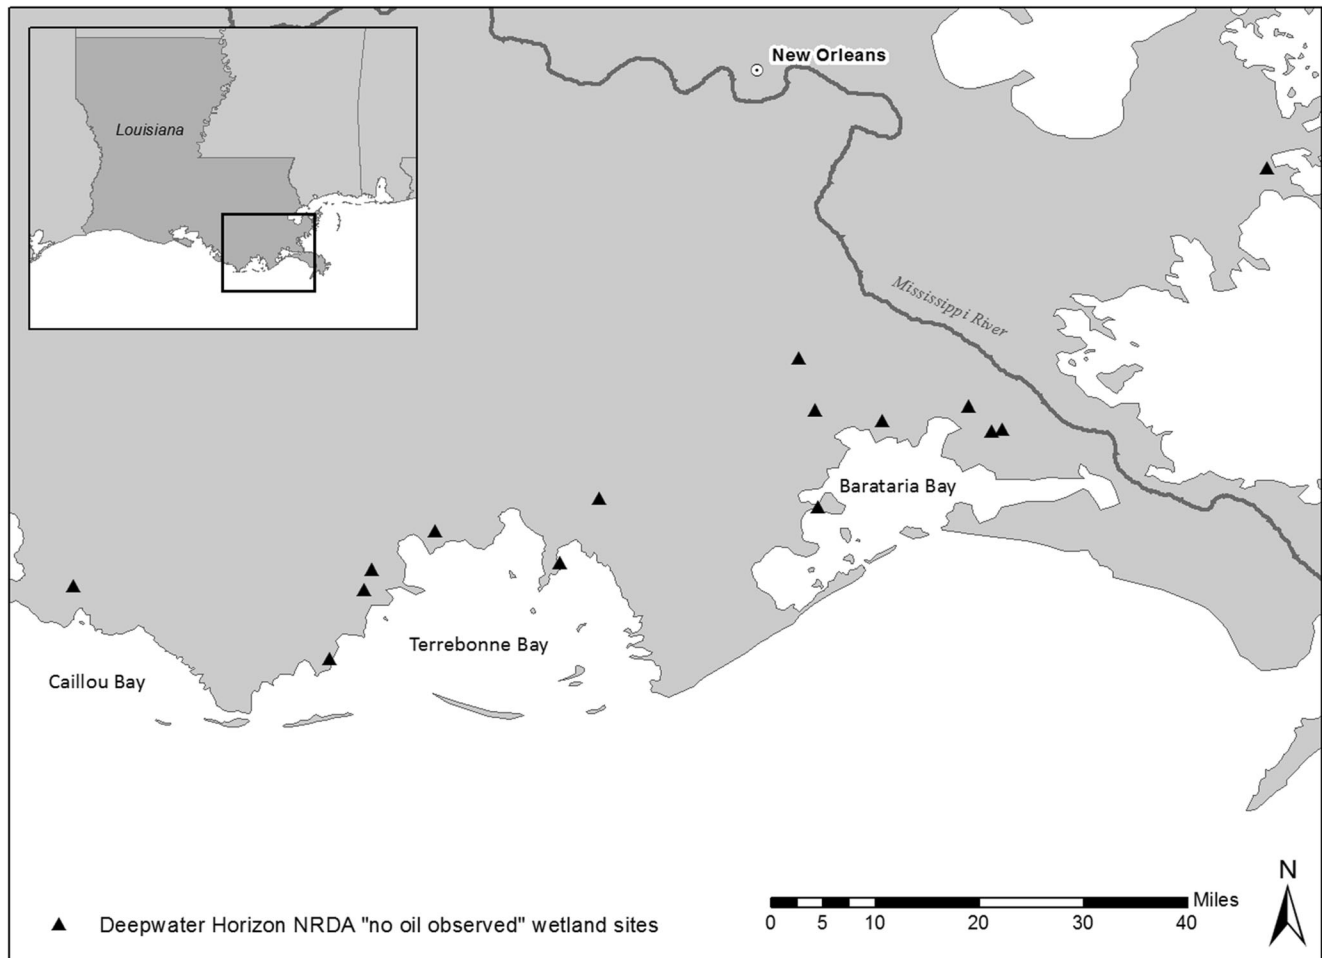 New Orleans
Louisiana
Mississippi River
Barataria Bay
Terrebonne Bay
Caillou Bay
N
Miles
0 5 10 20 30 40
Deepwater Horizon NRDA "no oil observed" wetland sites